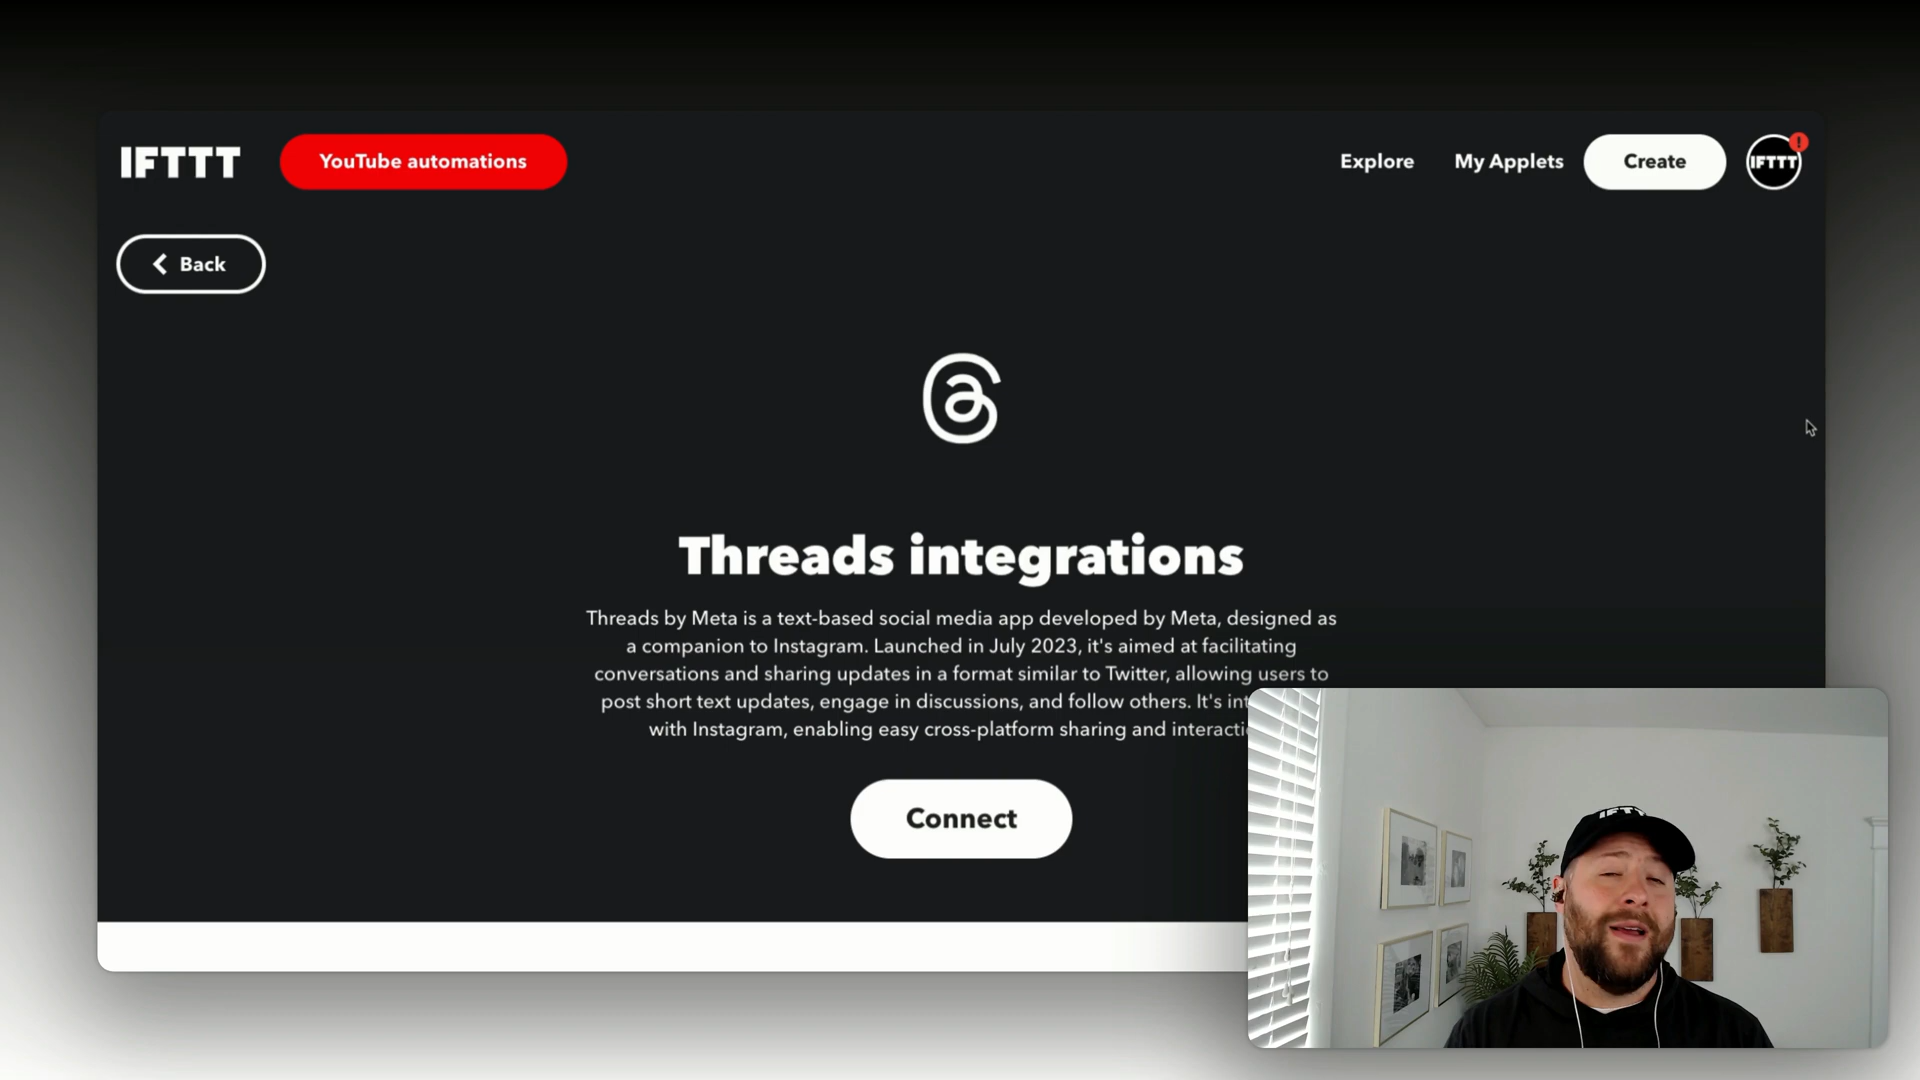 IFTTT
YouTube automations
Explore
My Applets
Create
IFTTT
!
Back
Threads integrations
Threads by Meta is a text-based social media app developed by Meta, designed as
a companion to Instagram. Launched in July 2023, it's aimed at facilitating
conversations and sharing updates in a format similar to Twitter, allowing users to
post short text updates, engage in discussions, and follow others. It's
with Instagram, enabling easy cross-platform sharing and
Connect